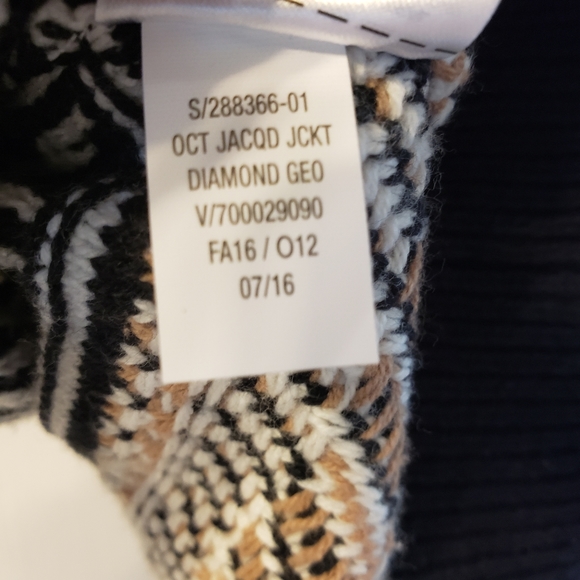 S/288366-01
OCT JACQD JCKT
DIAMOND GEO
V/700029090
FA16 / O12
07/16